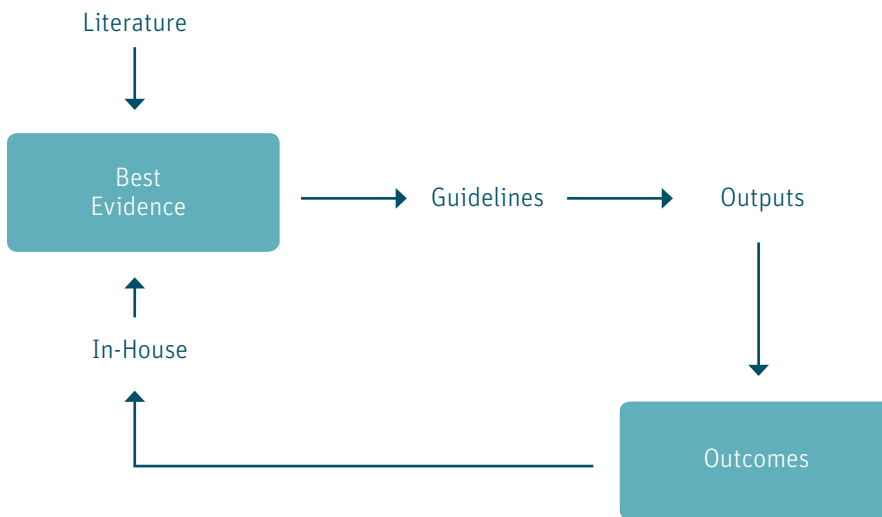 Literature
Best
Evidence
Guidelines
Outputs
In-House
Outcomes